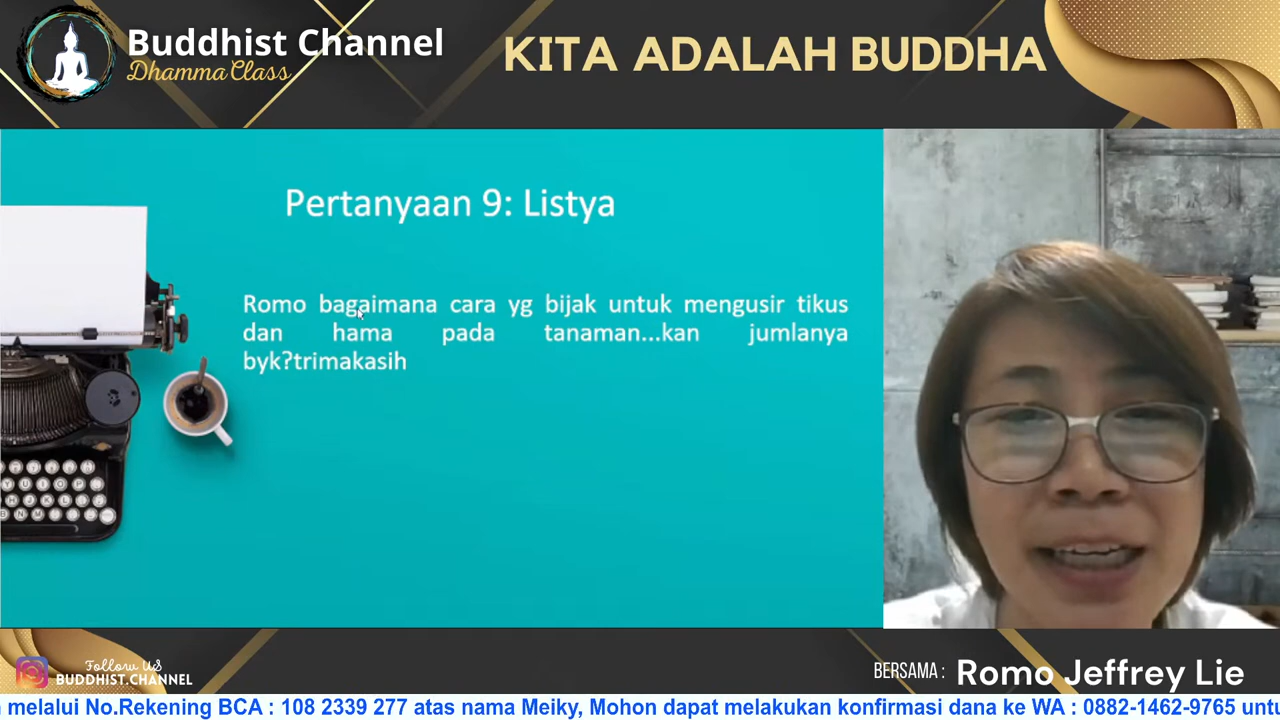 Buddhist Channel
Dhamma Class
KITA ADALAH BUDDHA
Pertanyaan 9: Listya
Romo bagaimana cara yg bijak untuk mengusir tikus
dan hama pada tanaman...kan jumlanya
byk?trimakasih
Follow US
BUDDHIST.CHANNEL
BERSAMA : Romo Jeffrey Lie
melalui No.Rekening BCA : 108 2339 277 atas nama Meiky, Mohon dapat melakukan konfirmasi dana ke WA : 0882-1462-9765